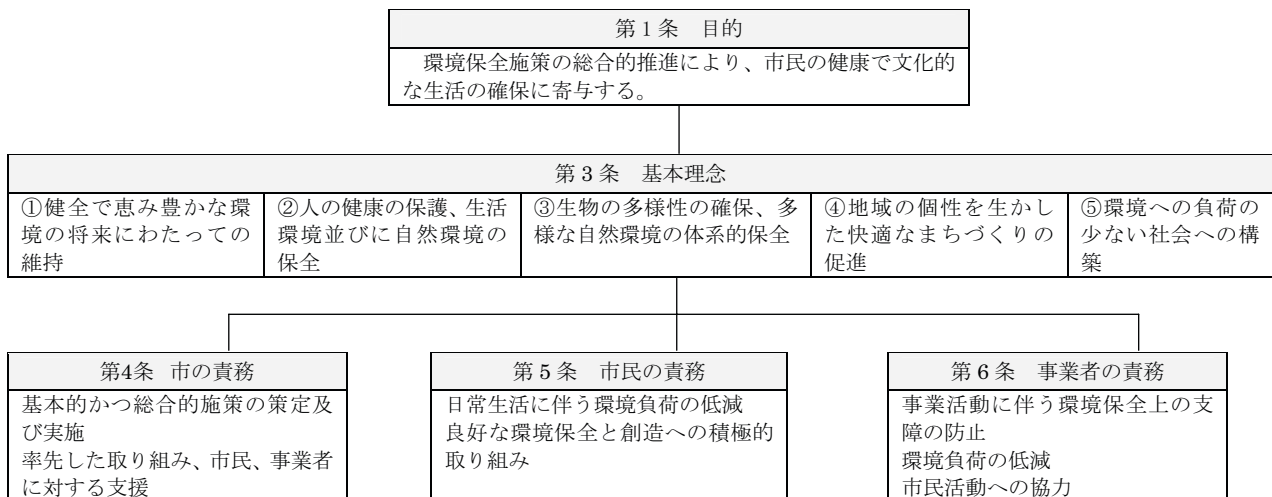 第１条　目的
環境保全施策の総合的推進により、市民の健康で文化的
な生活の確保に寄与する。
第３条　基本理念
①健全で恵み豊かな環
境の将来にわたっての
維持
②人の健康の保護、生活
環境並びに自然環境の
保全
③生物の多様性の確保、多
様な自然環境の体系的保全
④地域の個性を生かし
た快適なまちづくりの
促進
⑤環境への負荷の
少ない社会への構
築
第4条　市の責務
基本的かつ総合的施策の策定及
び実施
率先した取り組み、市民、事業者
に対する支援
第５条　市民の責務
日常生活に伴う環境負荷の低減
良好な環境保全と創造への積極的
取り組み
第６条　事業者の責務
事業活動に伴う環境保全上の支
障の防止
環境負荷の低減
市民活動への協力